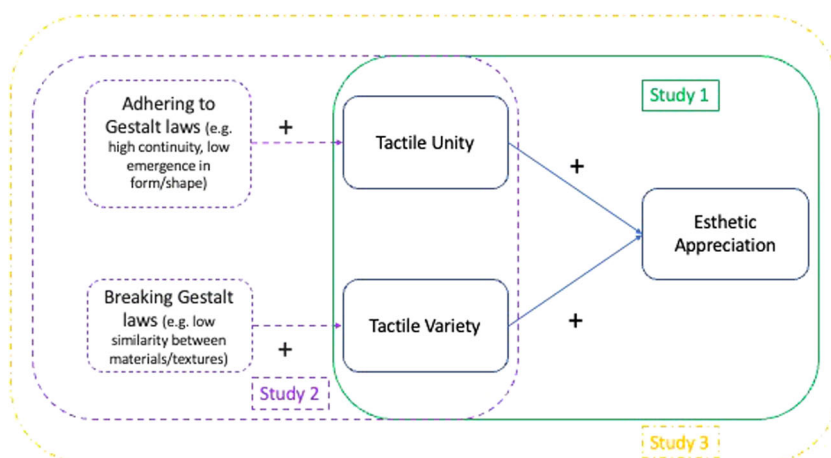 Adhering to
Gestalt laws (e.g.
high continuity, low
emergence in
form/shape)
+
Tactile Unity
Study 1
+
Esthetic
Appreciation
Breaking Gestalt
laws (e.g. low
similarity between
materials/textures)
+
Tactile Variety
+
Study 2
Study 3